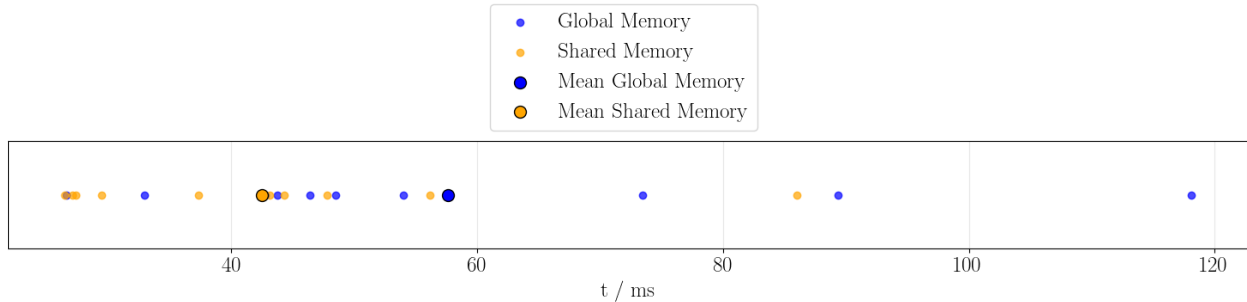 Global Memory
Shared Memory
Mean Global Memory
Mean Shared Memory
40 60 80 100 120
t / ms